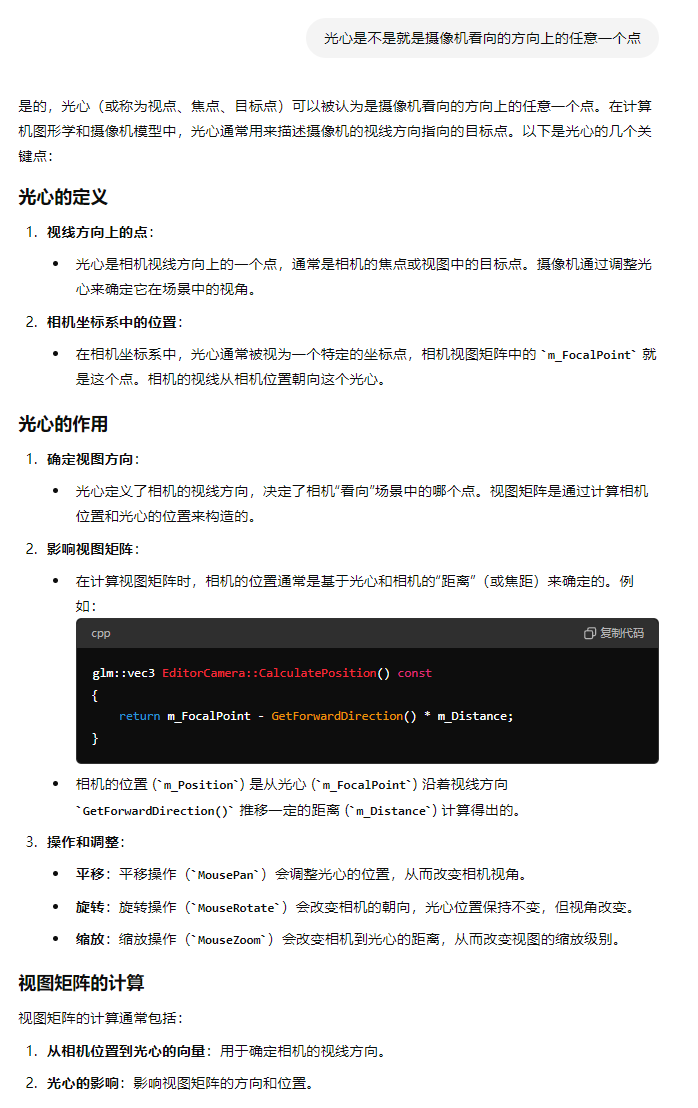 光心是不是就是摄像机看向的方向上的任意一个点
是的，光心（或称为视点、焦点、目标点）可以被认为是摄像机看向的方向上的任意一个点。在计算
机图形学和摄像机模型中，光心通常用来描述摄像机的视线方向指向的目标点。以下是光心的几个关
键点：
光心的定义
1. 视线方向上的点：
• 光心是相机视线方向上的一个点，通常是相机的焦点或视图中的目标点。摄像机通过调整光
心来确定它在场景中的视角。
2. 相机坐标系中的位置：
• 在相机坐标系中，光心通常被视为一个特定的坐标点，相机视图矩阵中的 `m_FocalPoint` 就
是这个点。相机的视线从相机位置朝向这个光心。
光心的作用
1. 确定视图方向：
• 光心定义了相机的视线方向，决定了相机“看向”场景中的哪个点。视图矩阵是通过计算相机
位置和光心的位置来构造的。
2. 影响视图矩阵：
• 在计算视图矩阵时，相机的位置通常是基于光心和相机的“距离”（或焦距）来确定的。例
如：
cpp 复制代码
glm::vec3 EditorCamera::CalculatePosition() const
{
return m_FocalPoint - GetForwardDirection() * m_Distance;
}
• 相机的位置 (`m_Position`) 是从光心 (`m_FocalPoint`) 沿着视线方向
`GetForwardDirection()` 推移一定的距离 (`m_Distance`) 计算得出的。
3. 操作和调整：
• 平移：平移操作（`MousePan`）会调整光心的位置，从而改变相机视角。
• 旋转：旋转操作（`MouseRotate`）会改变相机的朝向，光心位置保持不变，但视角改变。
• 缩放：缩放操作（`MouseZoom`）会改变相机到光心的距离，从而改变视图的缩放级别。
视图矩阵的计算
视图矩阵的计算通常包括：
1. 从相机位置到光心的向量：用于确定相机的视线方向。
2. 光心的影响：影响视图矩阵的方向和位置。